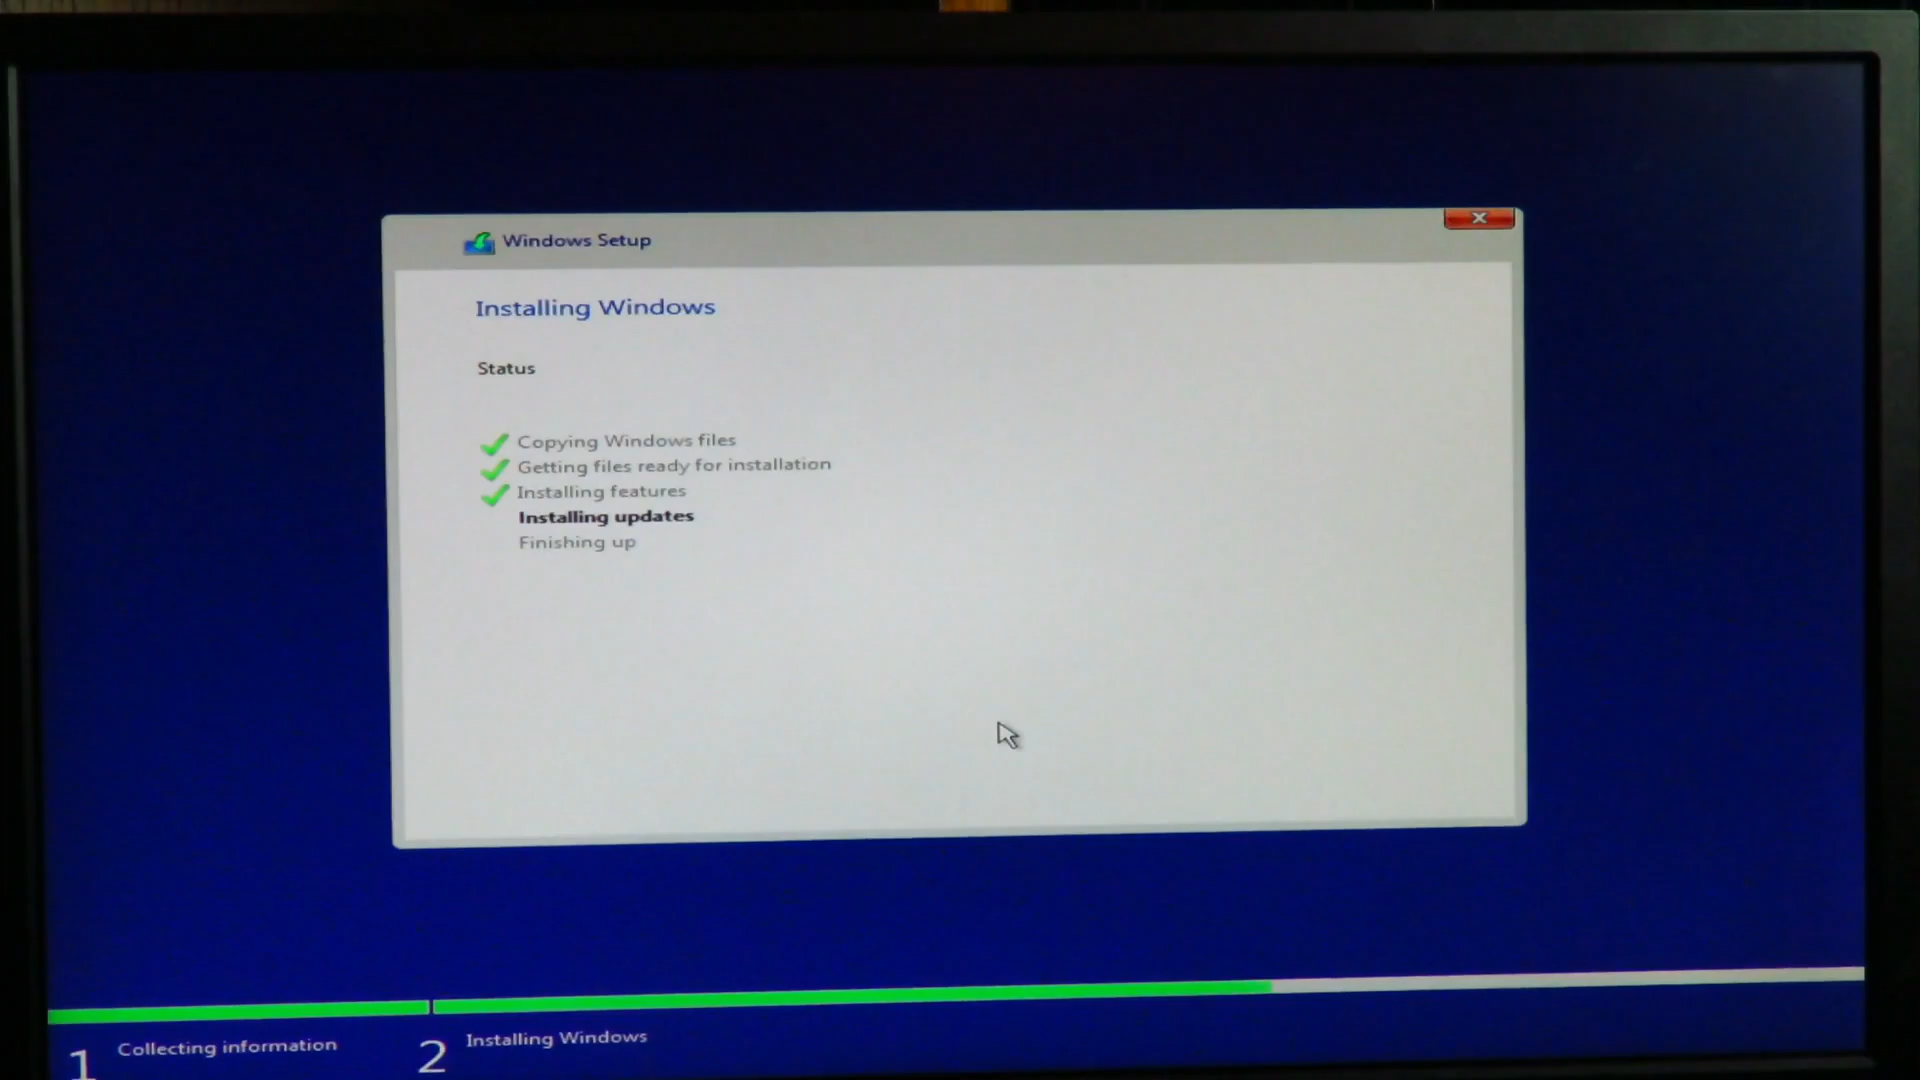 Windows Setup
Installing Windows
Status
Copying Windows files
Getting files ready for installation
Installing features
Installing updates
Finishing up
1 Collecting information
2 Installing Windows